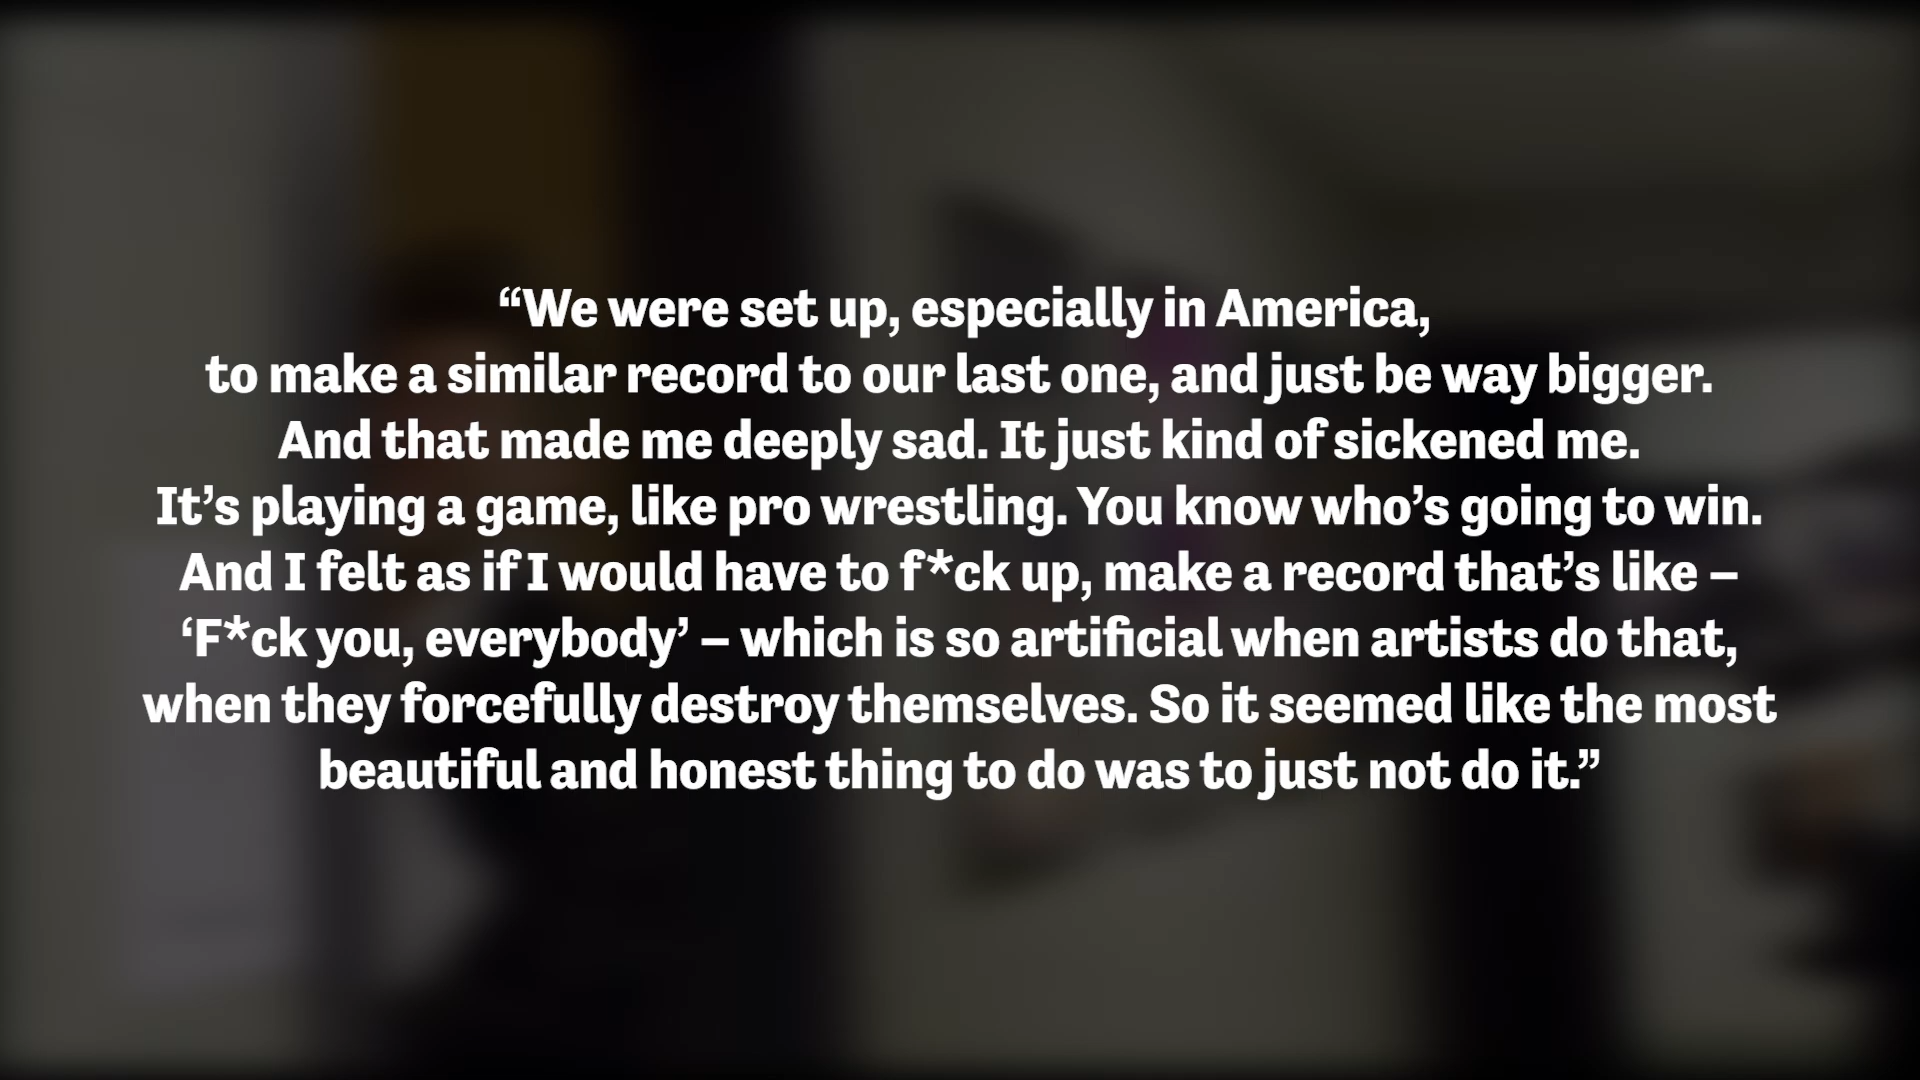 “We were set up, especially in America,
to make a similar record to our last one, and just be way bigger.
And that made me deeply sad. It just kind of sickened me.
It’s playing a game, like pro wrestling. You know who’s going to win.
And I felt as if I would have to f*ck up, make a record that’s like –
‘F*ck you, everybody’ – which is so artificial when artists do that,
when they forcefully destroy themselves. So it seemed like the most
beautiful and honest thing to do was to just not do it.”